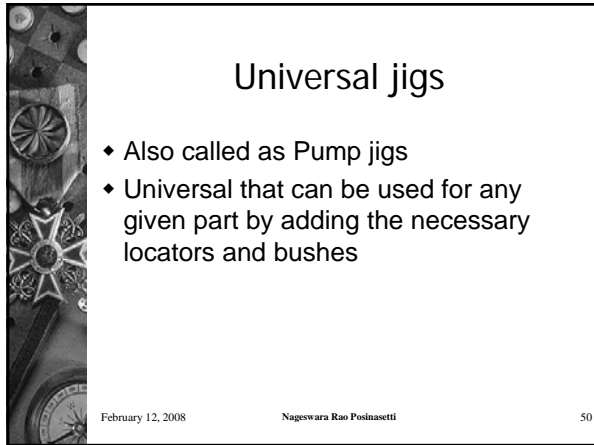 Universal jigs
◆ Also called as Pump jigs
◆ Universal that can be used for any
given part by adding the necessary
locators and bushes
February 12, 2008 Nageswara Rao Posinasetti 50